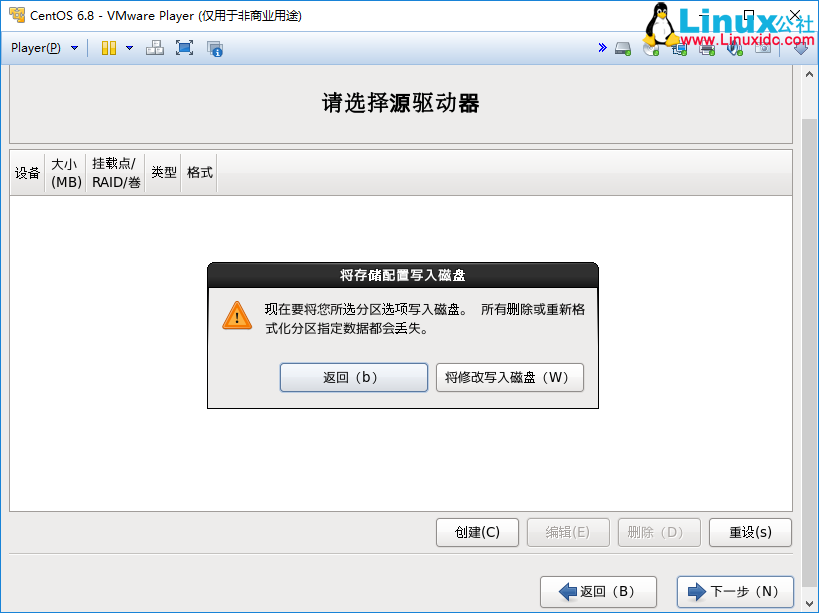 CentOS 6.8 - VMware Player (仅用于非商业用途)
Linux公社
www.Linuxidc.com
Player(P)
请选择源驱动器
设备
大小
(MB)
挂载点/
RAID/卷
类型
格式
将存储配置写入磁盘
现在要将您所选分区选项写入磁盘。 所有删除或重新格
式化分区指定数据都会丢失。
返回（b）
将修改写入磁盘（W）
创建(C)
编辑(E)
删除（D）
重设(s)
返回（B）
下一步（N）